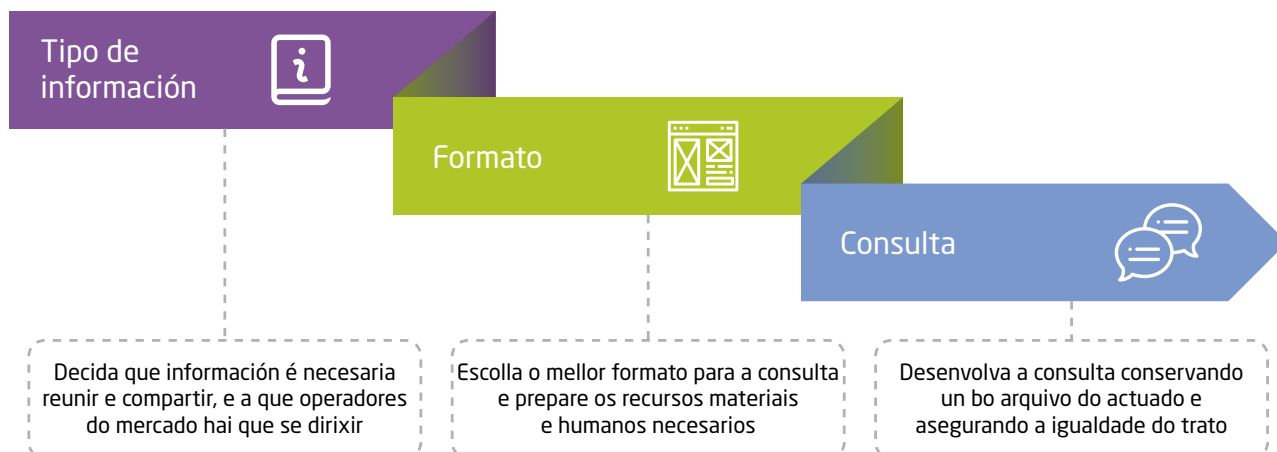 Tipo de
información
Formato
Consulta
Decida que información é necesaria
reunir e compartir, e a que operadores
do mercado hai que se dirixir
Escolla o mellor formato para a consulta
e prepare os recursos materiais
e humanos necesarios
Desenvolva a consulta conservando
un bo arquivo do actuado e
asegurando a igualdade do trato